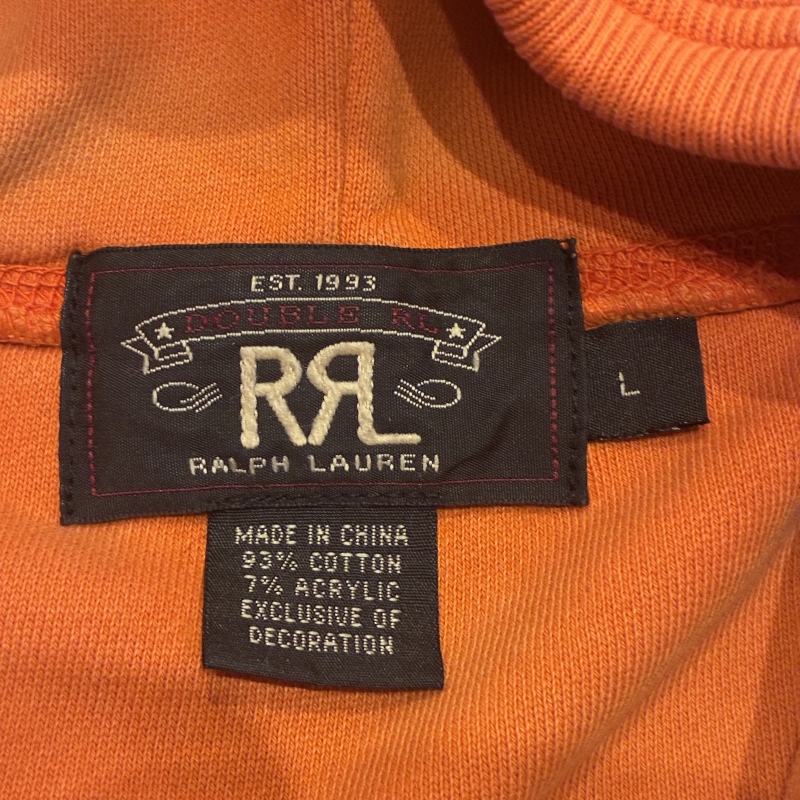 EST. 1993
DOUBLE RL
RRL
RALPH LAUREN
L
MADE IN CHINA
93% COTTON
7% ACRYLIC
EXCLUSIVE OF
DECORATION